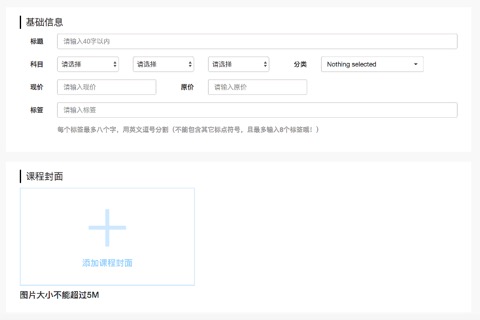 基础信息
标题 请输入40字以内
科目 请选择 请选择 请选择 分类 Nothing selected
现价 请输入现价 原价 请输入原价
标签 请输入标签
每个标签最多八个字，用英文逗号分割（不能包含其它标点符号，且最多输入8个标签哦！）
课程封面
添加课程封面
图片大小不能超过5M